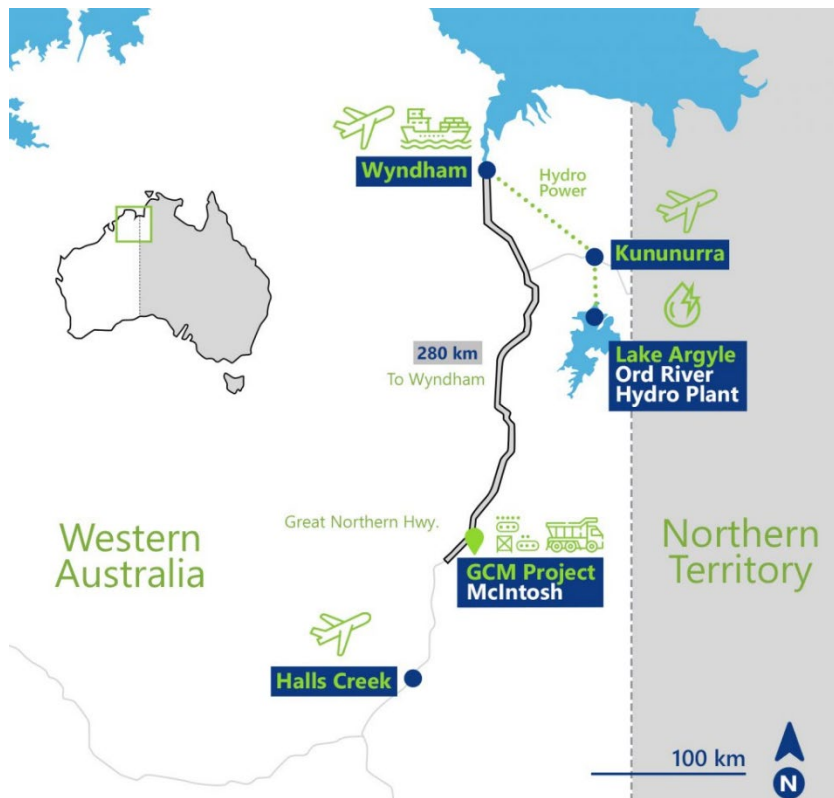 Wyndham
Hydro
Power
Kununurra
280 km
To Wyndham
Lake Argyle
Ord River
Hydro Plant
Great Northern Hwy.
Western
Australia
GCM Project
McIntosh
Northern
Territory
Halls Creek
100 km
N